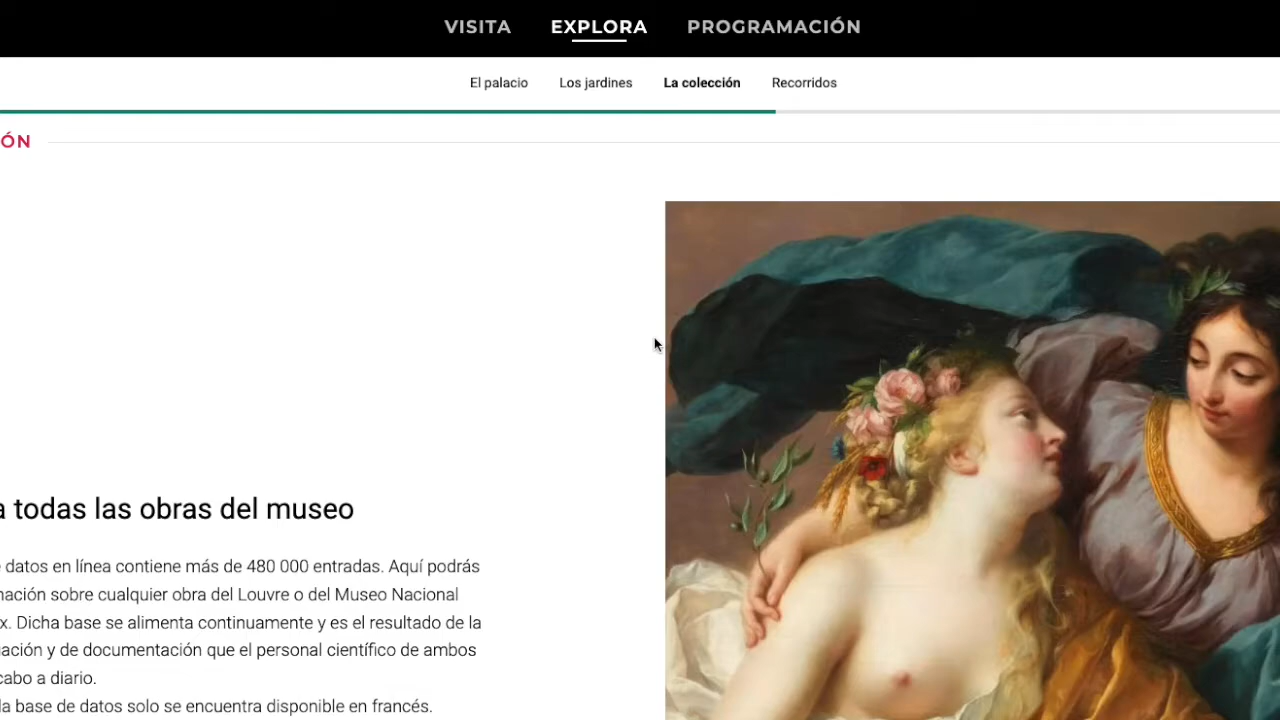 VISITA EXPLORA PROGRAMACIÓN
El palacio Los jardines La colección Recorridos
ÓN
a todas las obras del museo
datos en línea contiene más de 480 000 entradas. Aquí podrás
nación sobre cualquier obra del Louvre o del Museo Nacional
x. Dicha base se alimenta continuamente y es el resultado de la
ación y de documentación que el personal científico de ambos
cabo a diario.
la base de datos solo se encuentra disponible en francés.